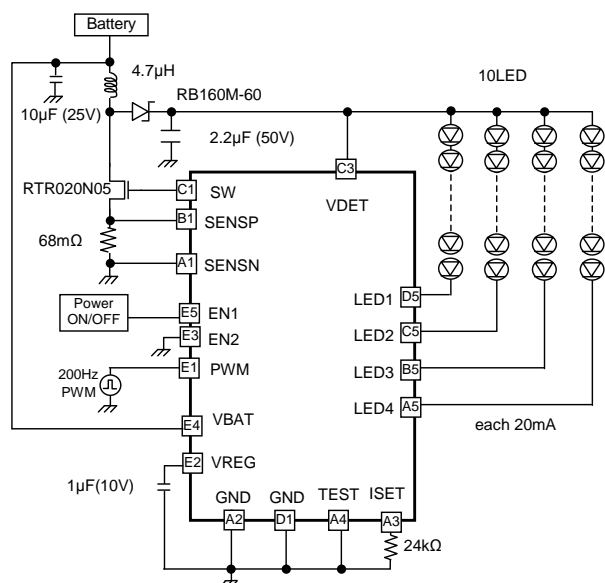 Battery
4.7μH
10μF (25V)
RB160M-60
10LED
2.2μF (50V)
RTR020N05
C1
SW
C3
VDET
B1
SENSP
68mΩ
A1
SENSN
Power
ON/OFF
E5
EN1
E3
EN2
200Hz
PWM
E1
PWM
VBAT
E4
E2
VREG
1μF(10V)
LED1
D5
LED2
C5
LED3
B5
LED4
A5
each 20mA
GND
GND
TEST
ISET
A2
D1
A4
A3
24kΩ